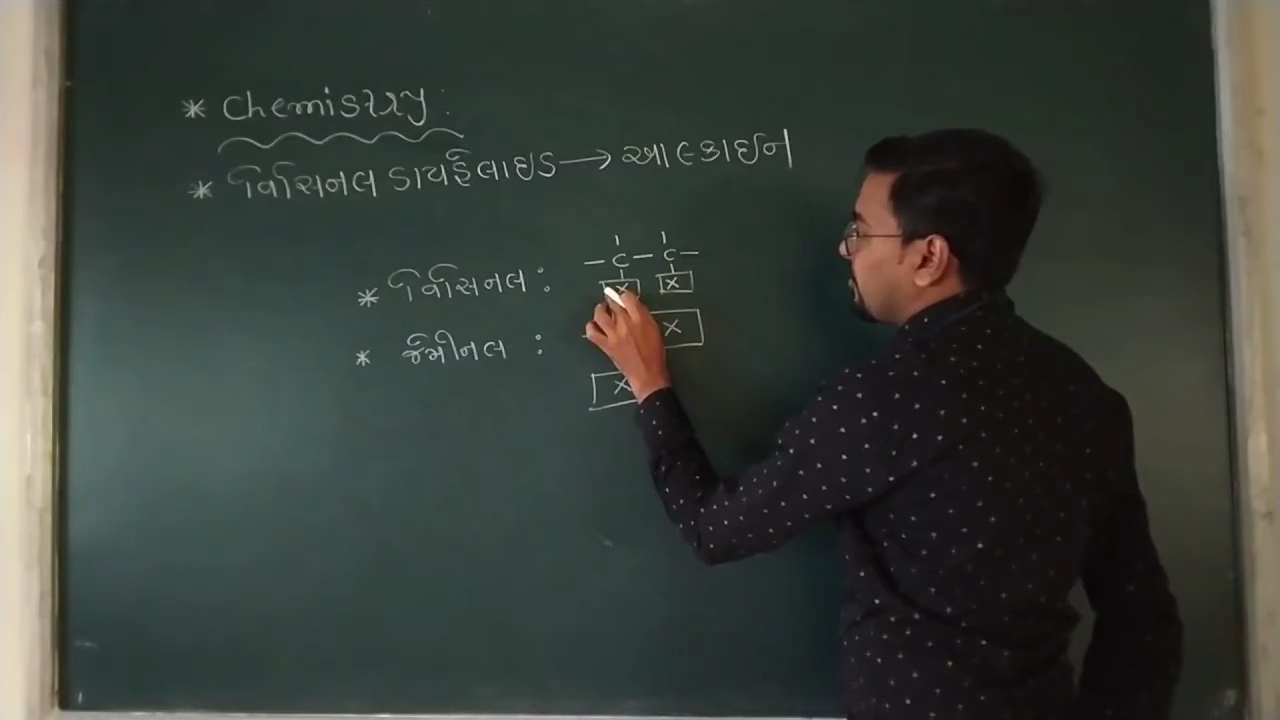 * Chemistry :
* વિસિનલ ડાયહેલાઇડ → આલ્કાઇન
* વિસિનલ : – C – C –
X X
* જેમીનલ : X
X